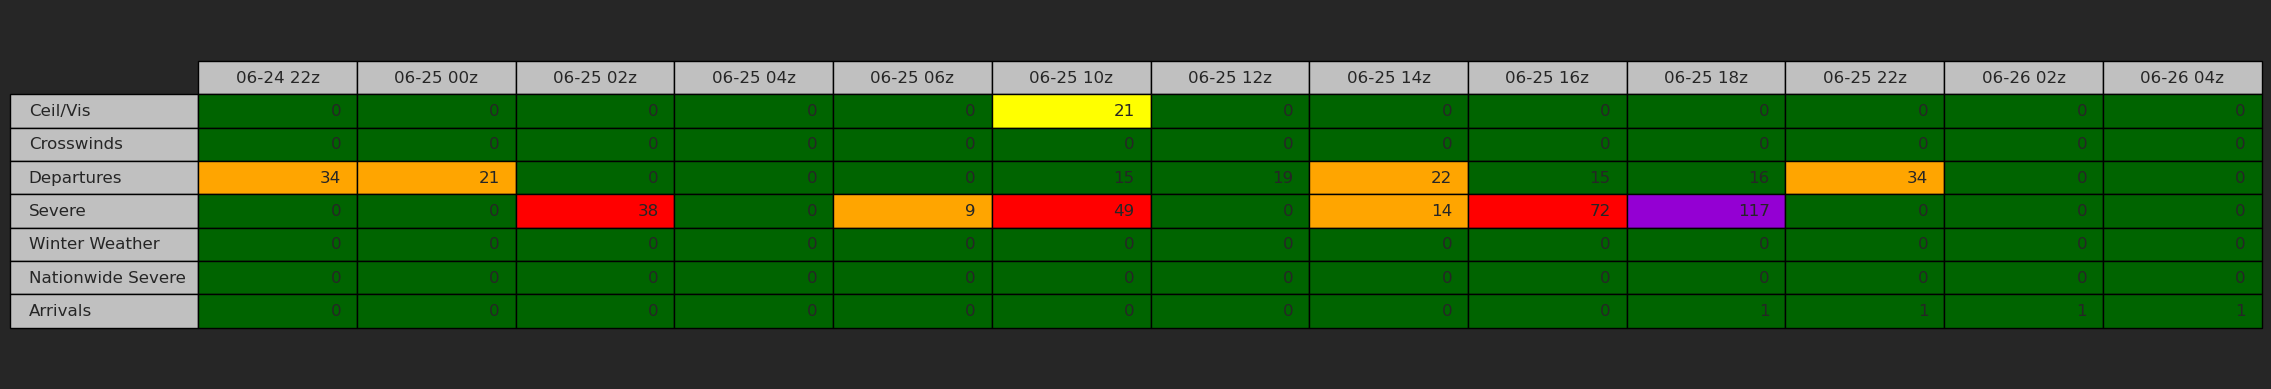 06-24 22z 06-25 00z 06-25 02z 06-25 04z 06-25 06z 06-25 10z 06-25 12z 06-25 14z 06-25 16z 06-25 18z 06-25 22z 06-26 02z 06-26 04z
Ceil/Vis 0 0 0 0 0 21 0 0 0 0 0 0 0
Crosswinds 0 0 0 0 0 0 0 0 0 0 0 0 0
Departures 34 21 0 0 0 15 19 22 15 16 34 0 0
Severe 0 0 38 0 9 49 0 14 72 117 0 0 0
Winter Weather 0 0 0 0 0 0 0 0 0 0 0 0 0
Nationwide Severe 0 0 0 0 0 0 0 0 0 0 0 0 0
Arrivals 0 0 0 0 0 0 0 0 0 1 1 1 1